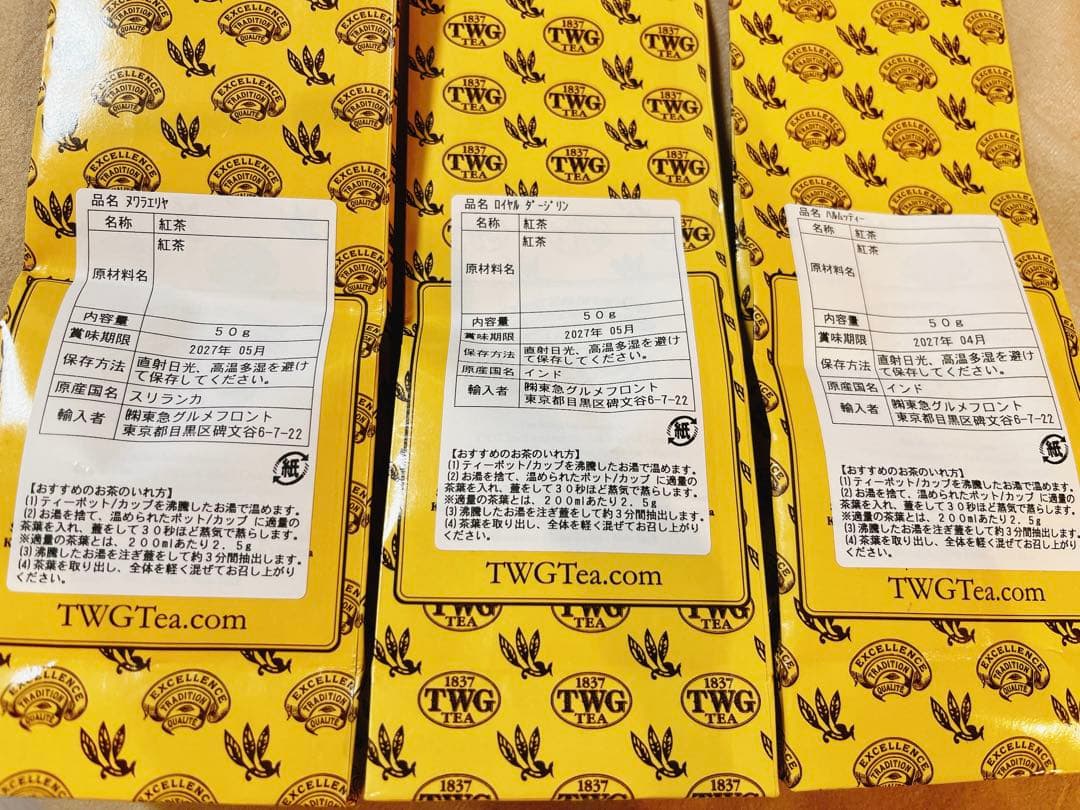 品名 ヌワラエリヤ
名称 紅茶
原材料名 紅茶
内容量 50g
賞味期限 2027年 05月
保存方法 直射日光、高温多湿を避け
て保存してください。
原産国名 スリランカ
輸入者 ㈱東急グルメフロント
東京都目黒区碑文谷6-7-22
紙
【おすすめのお茶のいれ方】
(1)ティーポット/カップを沸騰したお湯で温めます。
(2)お湯を捨て、温められたポット/カップ に適量の
茶葉を入れ、蓋をして30秒ほど蒸気で蒸らします。
※適量の茶葉とは、200mlあたり2.5g
(3)沸騰したお湯を注ぎ蓋をして約3分間抽出します。
(4)茶葉を取り出し、全体を軽く混ぜてお召し上がり
ください。
TWGTea.com
品名 ロイヤル ダージリン
名称 紅茶
原材料名 紅茶
内容量 50g
賞味期限 2027年 05月
保存方法 直射日光、高温多湿を避け
て保存してください。
原産国名 インド
輸入者 ㈱東急グルメフロント
東京都目黒区碑文谷6-7-22
紙
【おすすめのお茶のいれ方】
(1)ティーポット/カップを沸騰したお湯で温めます。
(2)お湯を捨て、温められたポット/カップ に適量の
茶葉を入れ、蓋をして30秒ほど蒸気で蒸らします。
※適量の茶葉とは、200mlあたり2.5g
(3)沸騰したお湯を注ぎ蓋をして約3分間抽出します。
(4)茶葉を取り出し、全体を軽く混ぜてお召し上がり
ください。
TWGTea.com
品名 ハルムッティー
名称 紅茶
原材料名 紅茶
内容量 50g
賞味期限 2027年 04月
保存方法 直射日光、高温多湿を避け
て保存してください。
原産国名 インド
輸入者 ㈱東急グルメフロント
東京都目黒区碑文谷6-7-22
紙
【おすすめのお茶のいれ方】
(1)ティーポット/カップを沸騰したお湯で温めます。
(2)お湯を捨て、温められたポット/カップ に適量の
茶葉を入れ、蓋をして30秒ほど蒸気で蒸らします。
※適量の茶葉とは、200mlあたり2.5g
(3)沸騰したお湯を注ぎ蓋をして約3分間抽出します。
(4)茶葉を取り出し、全体を軽く混ぜてお召し上がり
ください。
TWGTea.com
EXCELLENCE
TRADITION
QUALITÉ
1837
TWG
TEA